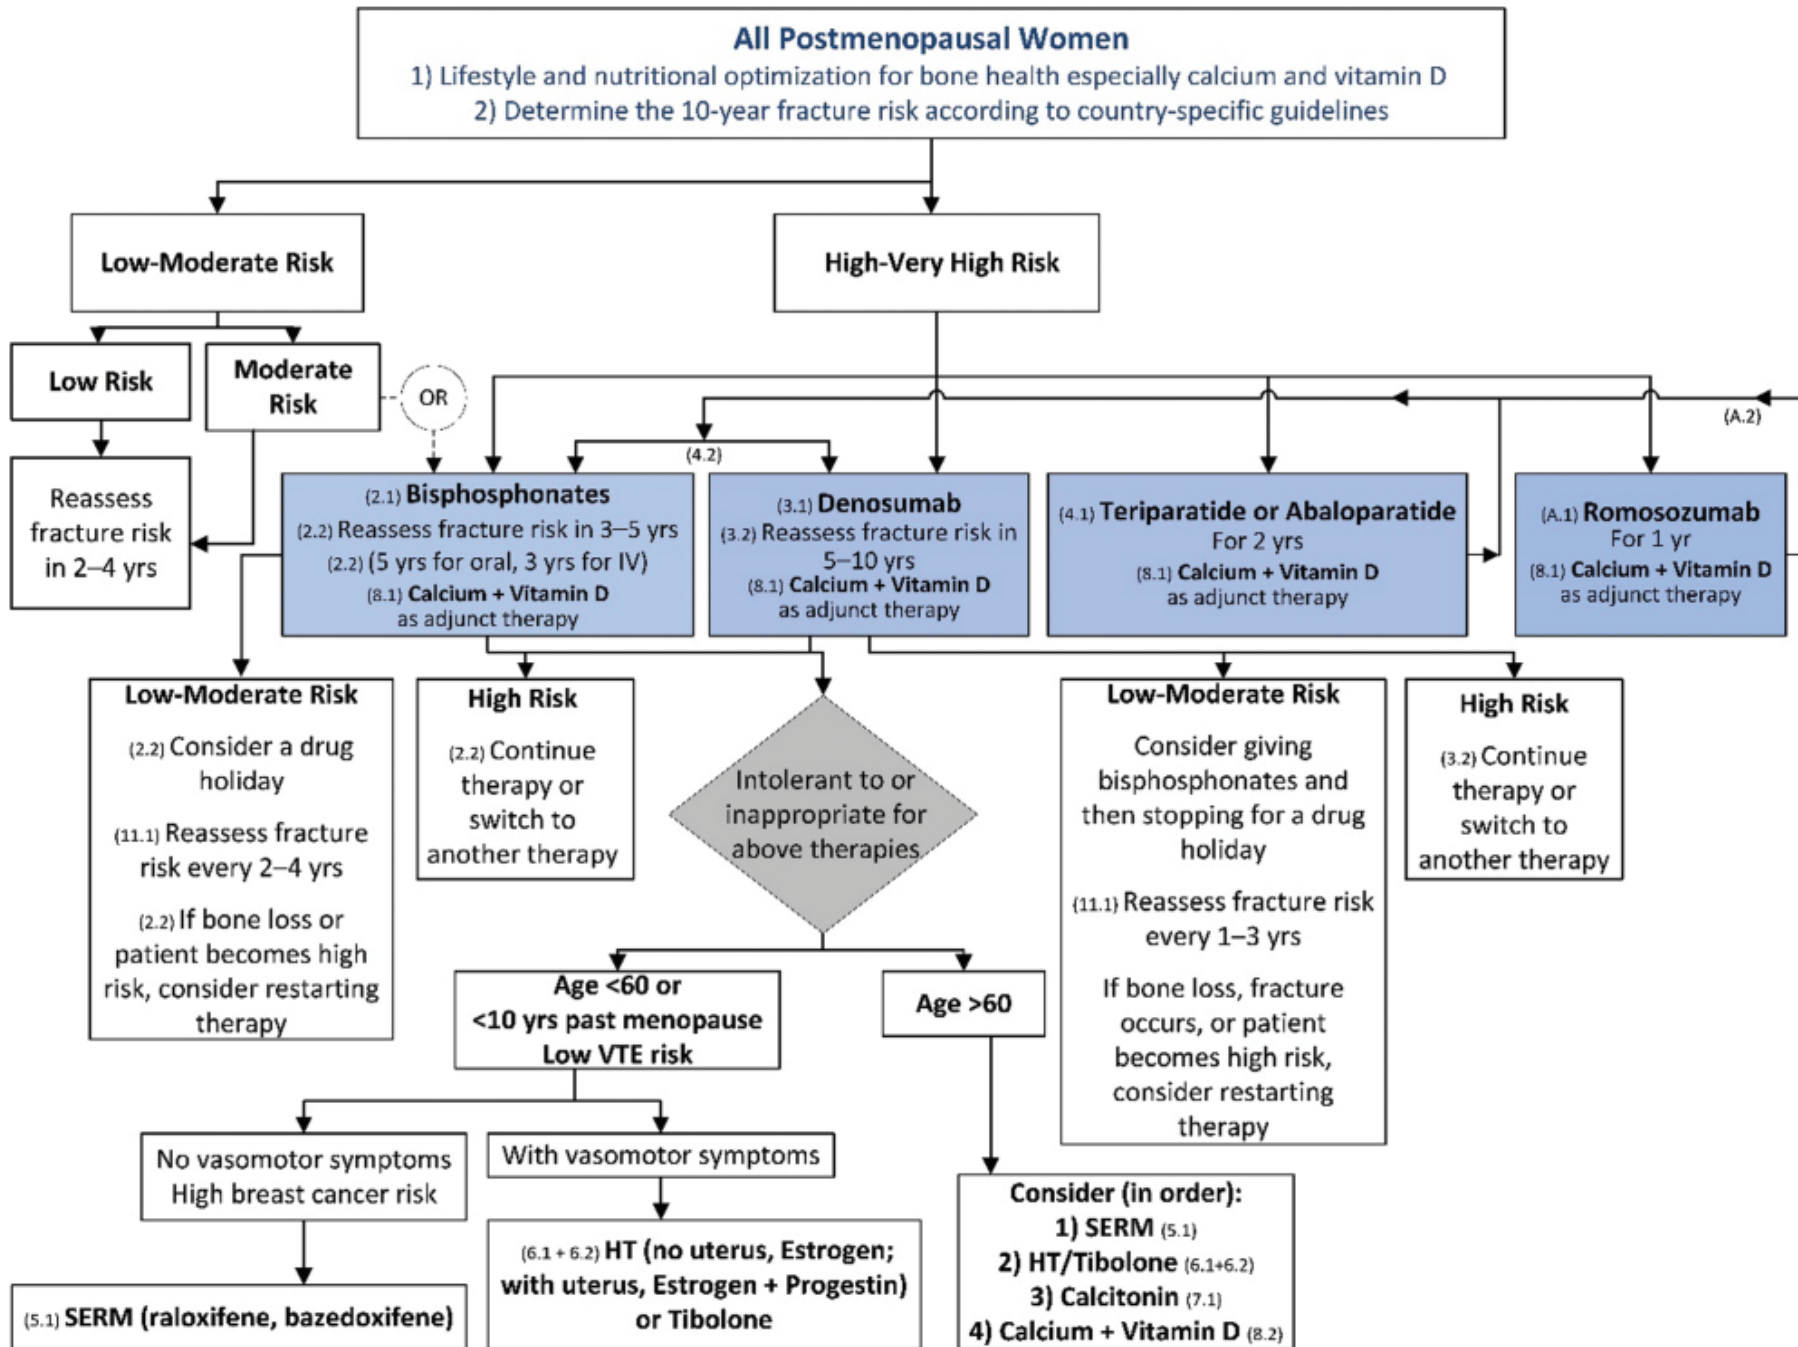 All Postmenopausal Women
1) Lifestyle and nutritional optimization for bone health especially calcium and vitamin D
2) Determine the 10-year fracture risk according to country-specific guidelines
Low-Moderate Risk
High-Very High Risk
Low Risk
Moderate
Risk
OR
(A.2)
(4.2)
Reassess
fracture risk
in 2–4 yrs
(2.1) Bisphosphonates
(2.2) Reassess fracture risk in 3–5 yrs
(2.2) (5 yrs for oral, 3 yrs for IV)
(8.1) Calcium + Vitamin D
as adjunct therapy
(3.1) Denosumab
(3.2) Reassess fracture risk in
5–10 yrs
(8.1) Calcium + Vitamin D
as adjunct therapy
(4.1) Teriparatide or Abaloparatide
For 2 yrs
(8.1) Calcium + Vitamin D
as adjunct therapy
(A.1) Romosozumab
For 1 yr
(8.1) Calcium + Vitamin D
as adjunct therapy
Low-Moderate Risk
(2.2) Consider a drug
holiday
(11.1) Reassess fracture
risk every 2–4 yrs
(2.2) If bone loss or
patient becomes high
risk, consider restarting
therapy
High Risk
(2.2) Continue
therapy or
switch to
another therapy
Intolerant to or
inappropriate for
above therapies
Low-Moderate Risk
Consider giving
bisphosphonates and
then stopping for a drug
holiday
(11.1) Reassess fracture risk
every 1–3 yrs
If bone loss, fracture
occurs, or patient
becomes high risk,
consider restarting
therapy
High Risk
(3.2) Continue
therapy or
switch to
another therapy
Age <60 or
<10 yrs past menopause
Low VTE risk
Age >60
No vasomotor symptoms
High breast cancer risk
With vasomotor symptoms
(5.1) SERM (raloxifene, bazedoxifene)
(6.1 + 6.2) HT (no uterus, Estrogen;
with uterus, Estrogen + Progestin)
or Tibolone
Consider (in order):
1) SERM (5.1)
2) HT/Tibolone (6.1+6.2)
3) Calcitonin (7.1)
4) Calcium + Vitamin D (8.2)